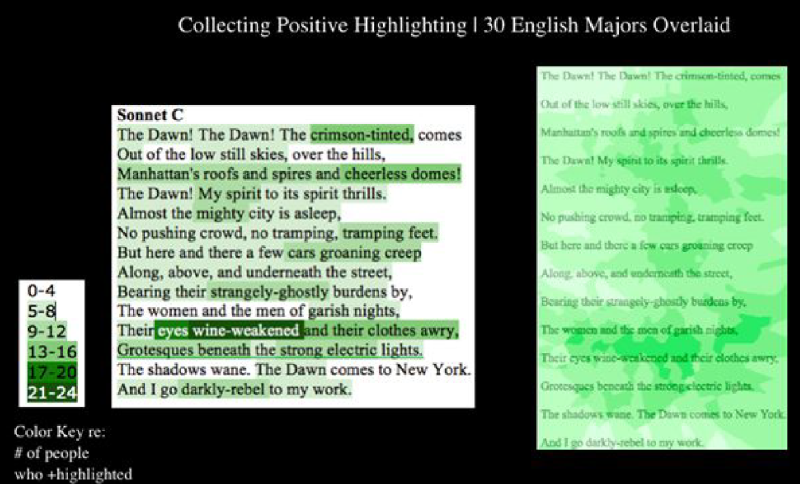 Collecting Positive Highlighting | 30 English Majors Overlaid
Sonnet C
The Dawn! The Dawn! The crimson-tinted, comes
Out of the low still skies, over the hills,
Manhattan's roofs and spires and cheerless domes!
The Dawn! My spirit to its spirit thrills.
Almost the mighty city is asleep,
No pushing crowd, no tramping, tramping feet.
But here and there a few cars groaning creep
Along, above, and underneath the street,
Bearing their strangely-ghostly burdens by,
The women and the men of garish nights,
Their eyes wine-weakened and their clothes awry,
Grotesques beneath the strong electric lights.
The shadows wane. The Dawn comes to New York.
And I go darkly-rebel to my work.
0-4
5-8
9-12
13-16
17-20
21-24
Color Key re:
# of people
who +highlighted
The Dawn! The Dawn! The crimson-tinted, comes
Out of the low still skies, over the hills,
Manhattan's roofs and spires and cheerless domes!
The Dawn! My spirit to its spirit thrills.
Almost the mighty city is asleep,
No pushing crowd, no tramping, tramping feet.
But here and there a few cars groaning creep
Along, above, and underneath the street,
Bearing their strangely-ghostly burdens by,
The women and the men of garish nights,
Their eyes wine-weakened and their clothes awry,
Grotesques beneath the strong electric lights.
The shadows wane. The Dawn comes to New York.
And I go darkly-rebel to my work.